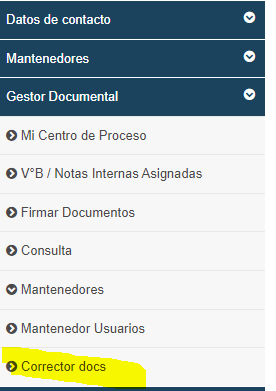 Datos de contacto
Mantenedores
Gestor Documental
Mi Centro de Proceso
V°B / Notas Internas Asignadas
Firmar Documentos
Consulta
Mantenedores
Mantenedor Usuarios
Corrector docs